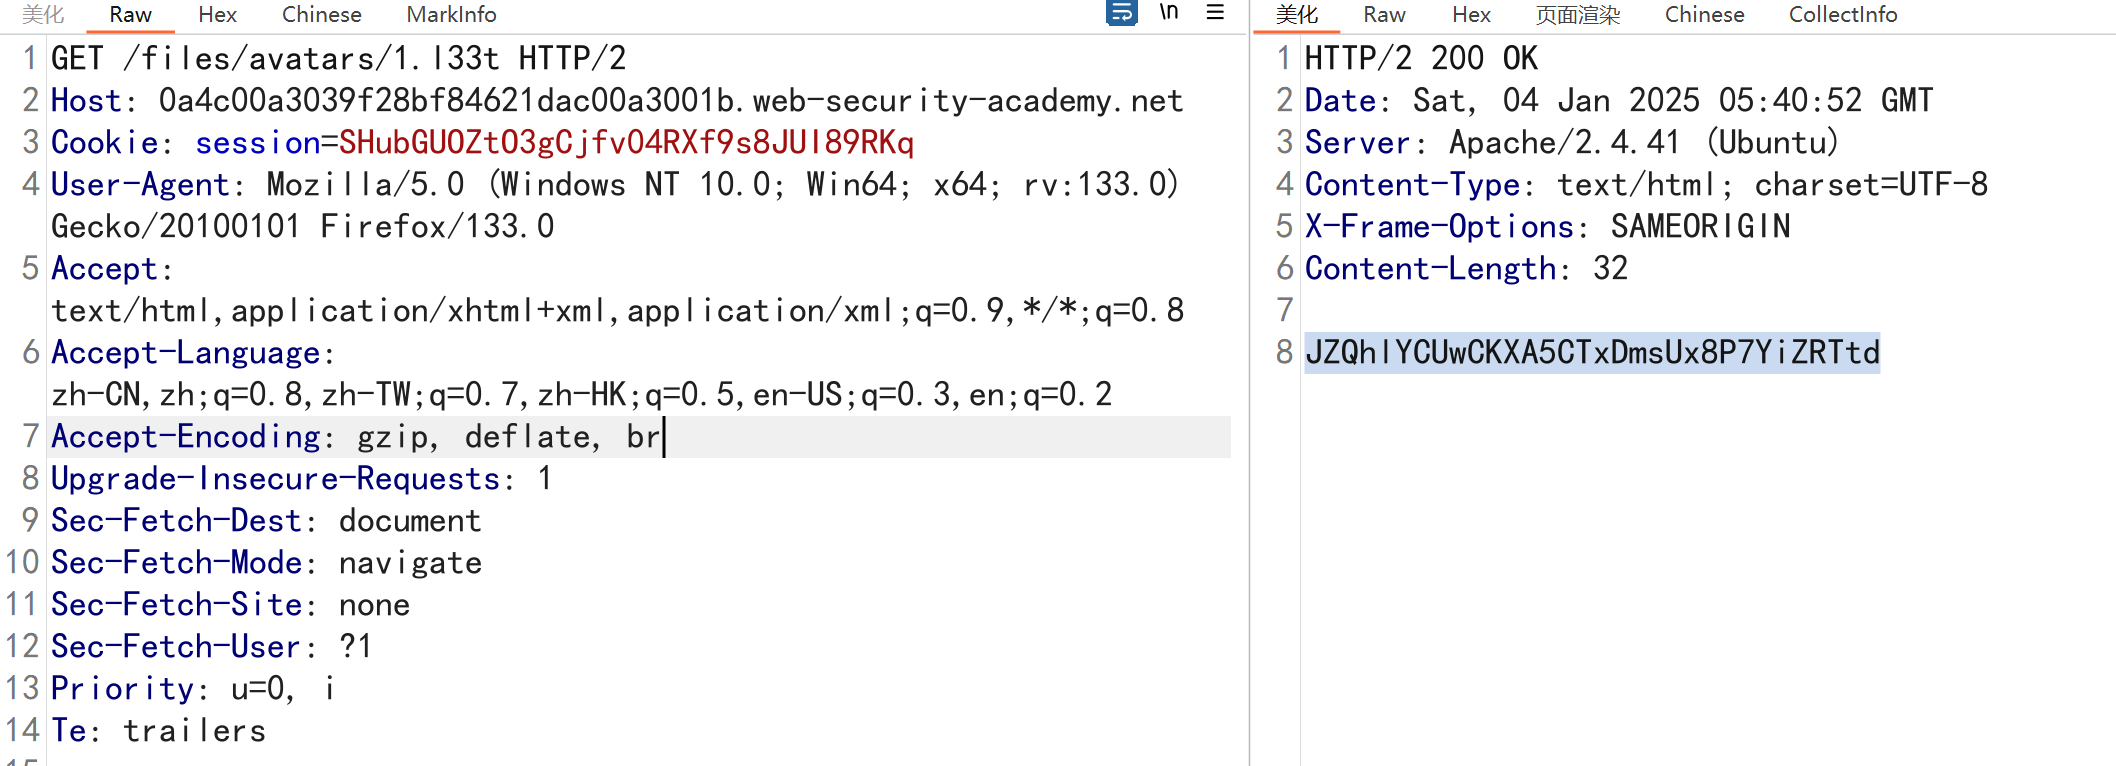 美化 Raw Hex Chinese MarkInfo \n
1 GET /files/avatars/1.l33t HTTP/2
2 Host: 0a4c00a3039f28bf84621dac00a3001b.web-security-academy.net
3 Cookie: session=SHubGUOZtO3gCjfv04RXf9s8JUI89RKq
4 User-Agent: Mozilla/5.0 (Windows NT 10.0; Win64; x64; rv:133.0)
Gecko/20100101 Firefox/133.0
5 Accept:
text/html,application/xhtml+xml,application/xml;q=0.9,*/*;q=0.8
6 Accept-Language:
zh-CN,zh;q=0.8,zh-TW;q=0.7,zh-HK;q=0.5,en-US;q=0.3,en;q=0.2
7 Accept-Encoding: gzip, deflate, br
8 Upgrade-Insecure-Requests: 1
9 Sec-Fetch-Dest: document
10 Sec-Fetch-Mode: navigate
11 Sec-Fetch-Site: none
12 Sec-Fetch-User: ?1
13 Priority: u=0, i
14 Te: trailers
15
美化 Raw Hex 页面渲染 Chinese CollectInfo
1 HTTP/2 200 OK
2 Date: Sat, 04 Jan 2025 05:40:52 GMT
3 Server: Apache/2.4.41 (Ubuntu)
4 Content-Type: text/html; charset=UTF-8
5 X-Frame-Options: SAMEORIGIN
6 Content-Length: 32
7
8 JZQhlYCUwCKXA5CTxDmsUx8P7YiZRTtd